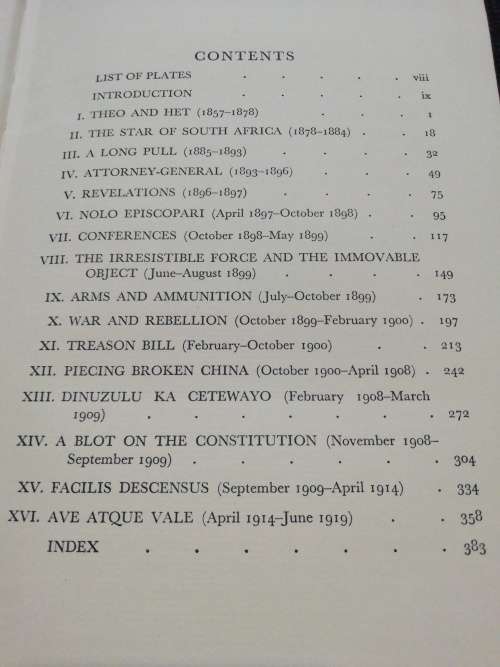 CONTENTS
LIST OF PLATES . . . . . viii
INTRODUCTION . . . . . ix
I. THEO AND HET (1857–1878) . . . . 1
II. THE STAR OF SOUTH AFRICA (1878–1884) . . 18
III. A LONG PULL (1885–1893) . . . . 32
IV. ATTORNEY-GENERAL (1893–1896) . . . 49
V. REVELATIONS (1896–1897) . . . . 75
VI. NOLO EPISCOPARI (April 1897–October 1898) . . 95
VII. CONFERENCES (October 1898–May 1899) . . 117
VIII. THE IRRESISTIBLE FORCE AND THE IMMOVABLE
OBJECT (June–August 1899) . . . . 149
IX. ARMS AND AMMUNITION (July–October 1899) . 173
X. WAR AND REBELLION (October 1899–February 1900) . 197
XI. TREASON BILL (February–October 1900) . . 213
XII. PIECING BROKEN CHINA (October 1900–April 1908) . 242
XIII. DINUZULU KA CETEWAYO (February 1908–March
1909) . . . . . . . 272
XIV. A BLOT ON THE CONSTITUTION (November 1908–
September 1909) . . . . . . 304
XV. FACILIS DESCENSUS (September 1909–April 1914) . 334
XVI. AVE ATQUE VALE (April 1914–June 1919) . . 358
INDEX . . . . . . . 383